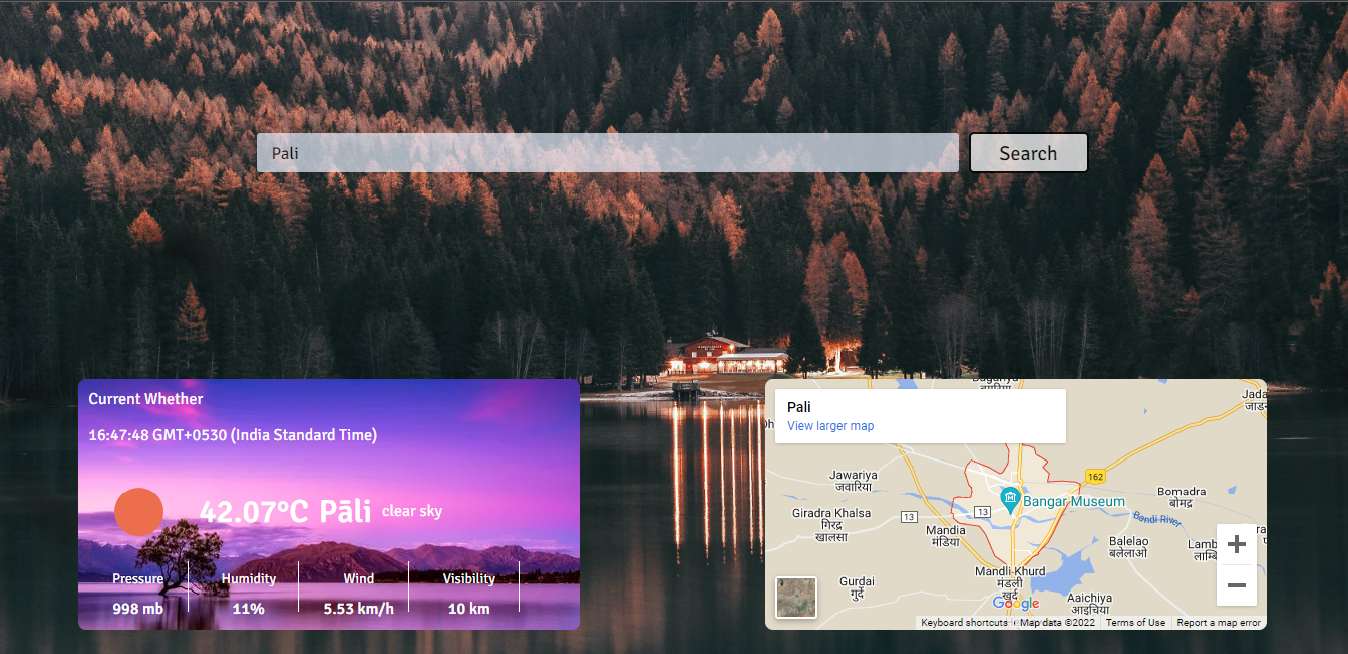 Pali
Search
Current Whether
16:47:48 GMT+0530 (India Standard Time)
42.07°C Pāli clear sky
Pressure Humidity Wind Visibility
998 mb 11% 5.53 km/h 10 km
Pali
View larger map
Jawariya
जवारिया
Giradra Khalsa
गिरद्र
खालसा
13
Mandia
मंडिया
Gurdai
गुर्दे
13
Bangar Museum
162
Bandi River
Bomadra
बोमद्र
Balelao
बलेलाओ
Mandli Khurd
मंडली
खुर्द
Aaichiya
आइचिया
Google
Keyboard shortcuts Map data ©2022 Terms of Use Report a map error